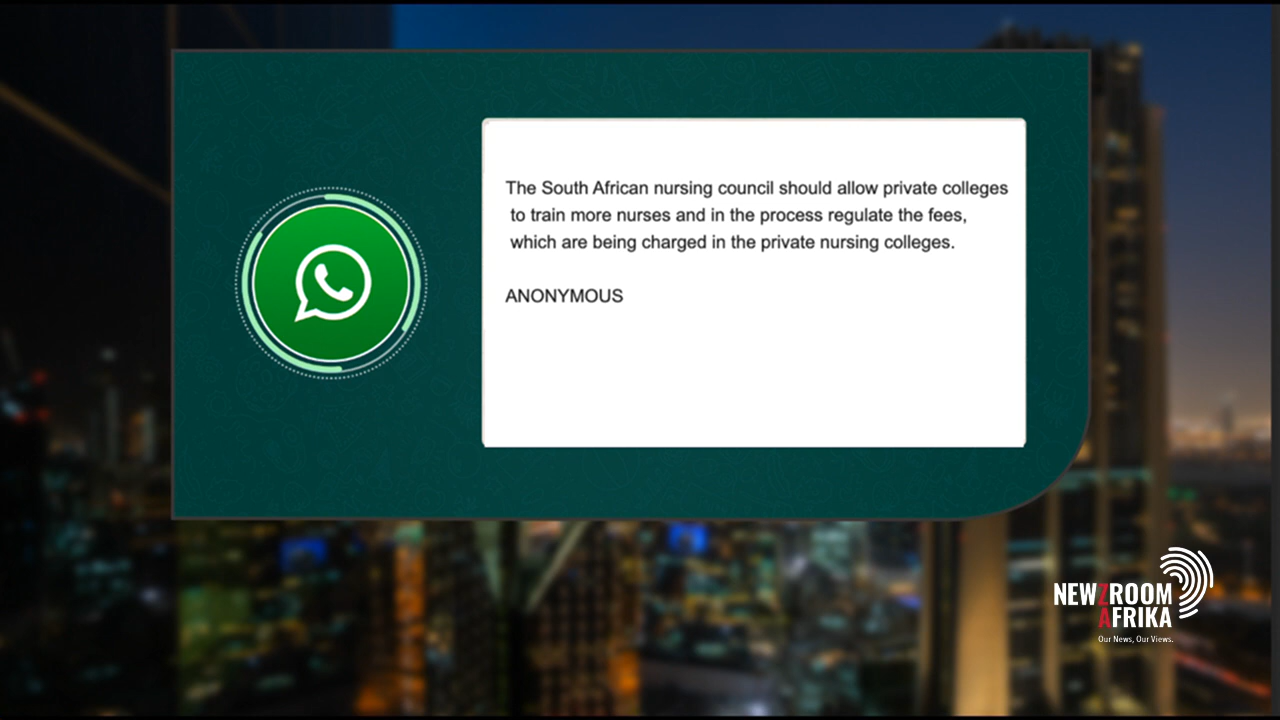 The South African nursing council should allow private colleges
to train more nurses and in the process regulate the fees,
which are being charged in the private nursing colleges.
ANONYMOUS
NEWZROOM
AFRIKA
Our News, Our Views.